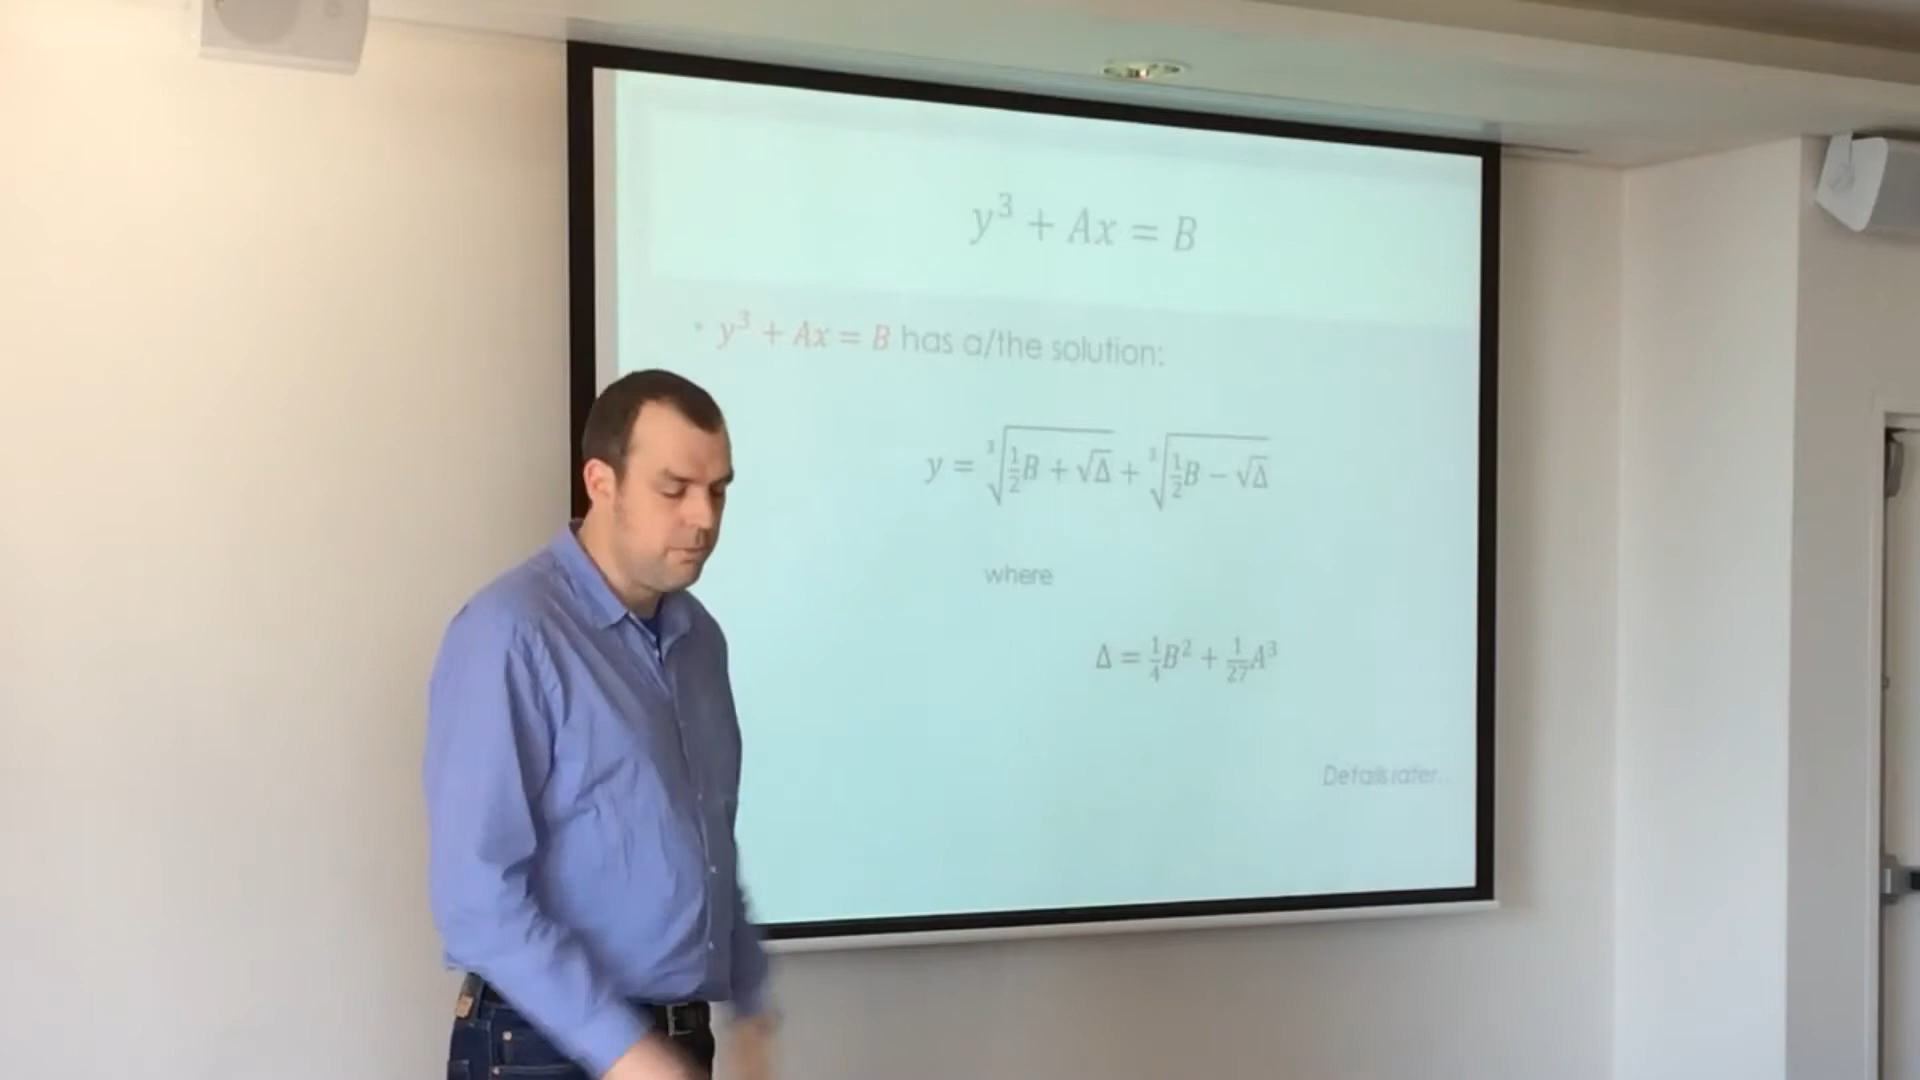 y³ + Ax = B
• y³ + Ax = B has a/the solution:
y = ∛(½B + √Δ) + ∛(½B − √Δ)
where
Δ = ¼B² + 1/27 A³
Details later...